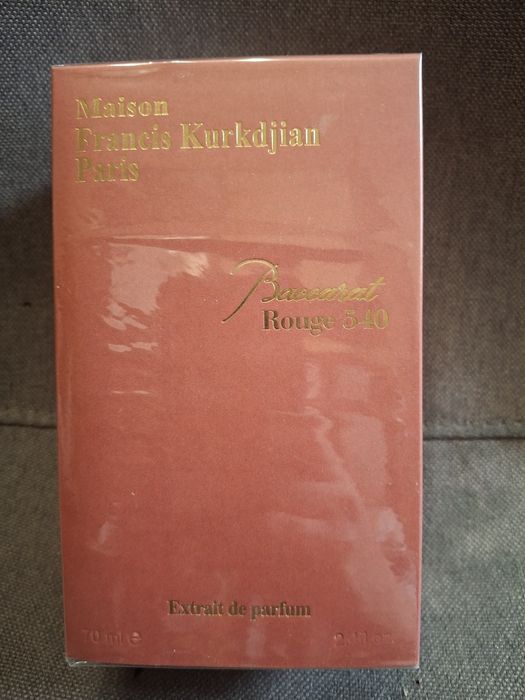 Maison
Francis Kurkdjian
Paris
Baccarat
Rouge 540
Extrait de parfum
70 ml e